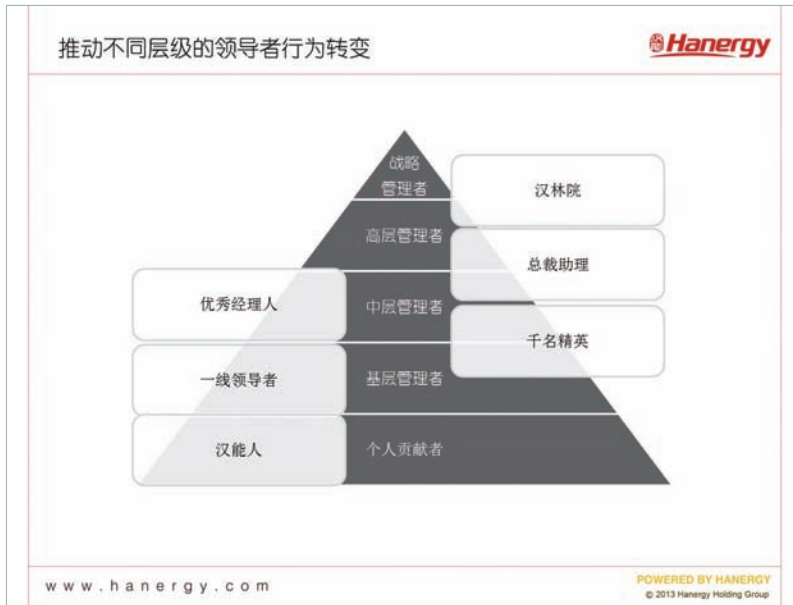 推动不同层级的领导者行为转变
Hanergy
战略
管理者
汉林院
高层管理者
总裁助理
优秀经理人
中层管理者
千名精英
一线领导者
基层管理者
汉能人
个人贡献者
www.hanergy.com
POWERED BY HANERGY
© 2013 Hanergy Holding Group